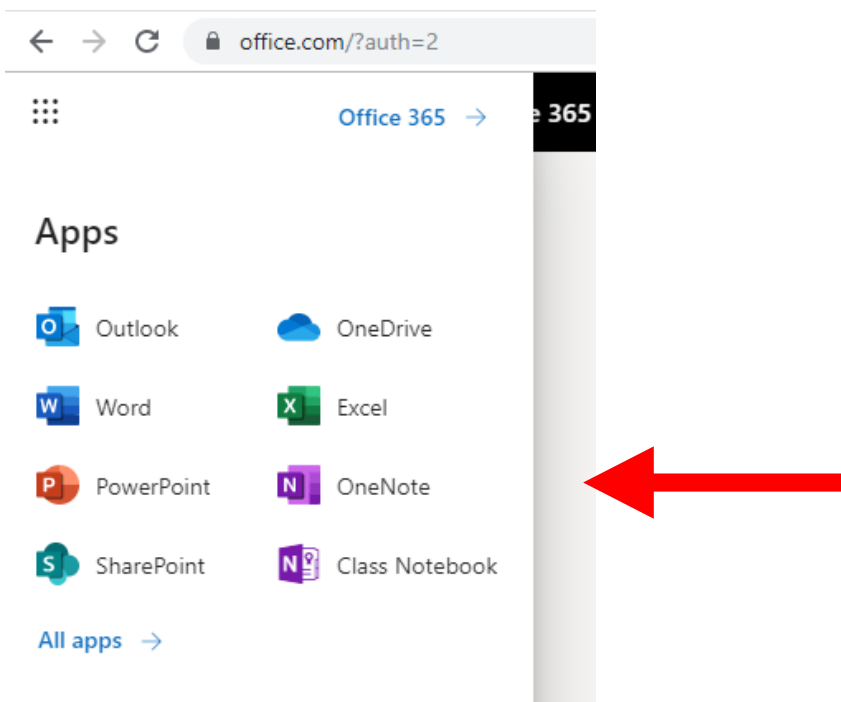 office.com/?auth=2
Office 365 → e 365
Apps
Outlook OneDrive
Word Excel
PowerPoint OneNote
SharePoint Class Notebook
All apps →